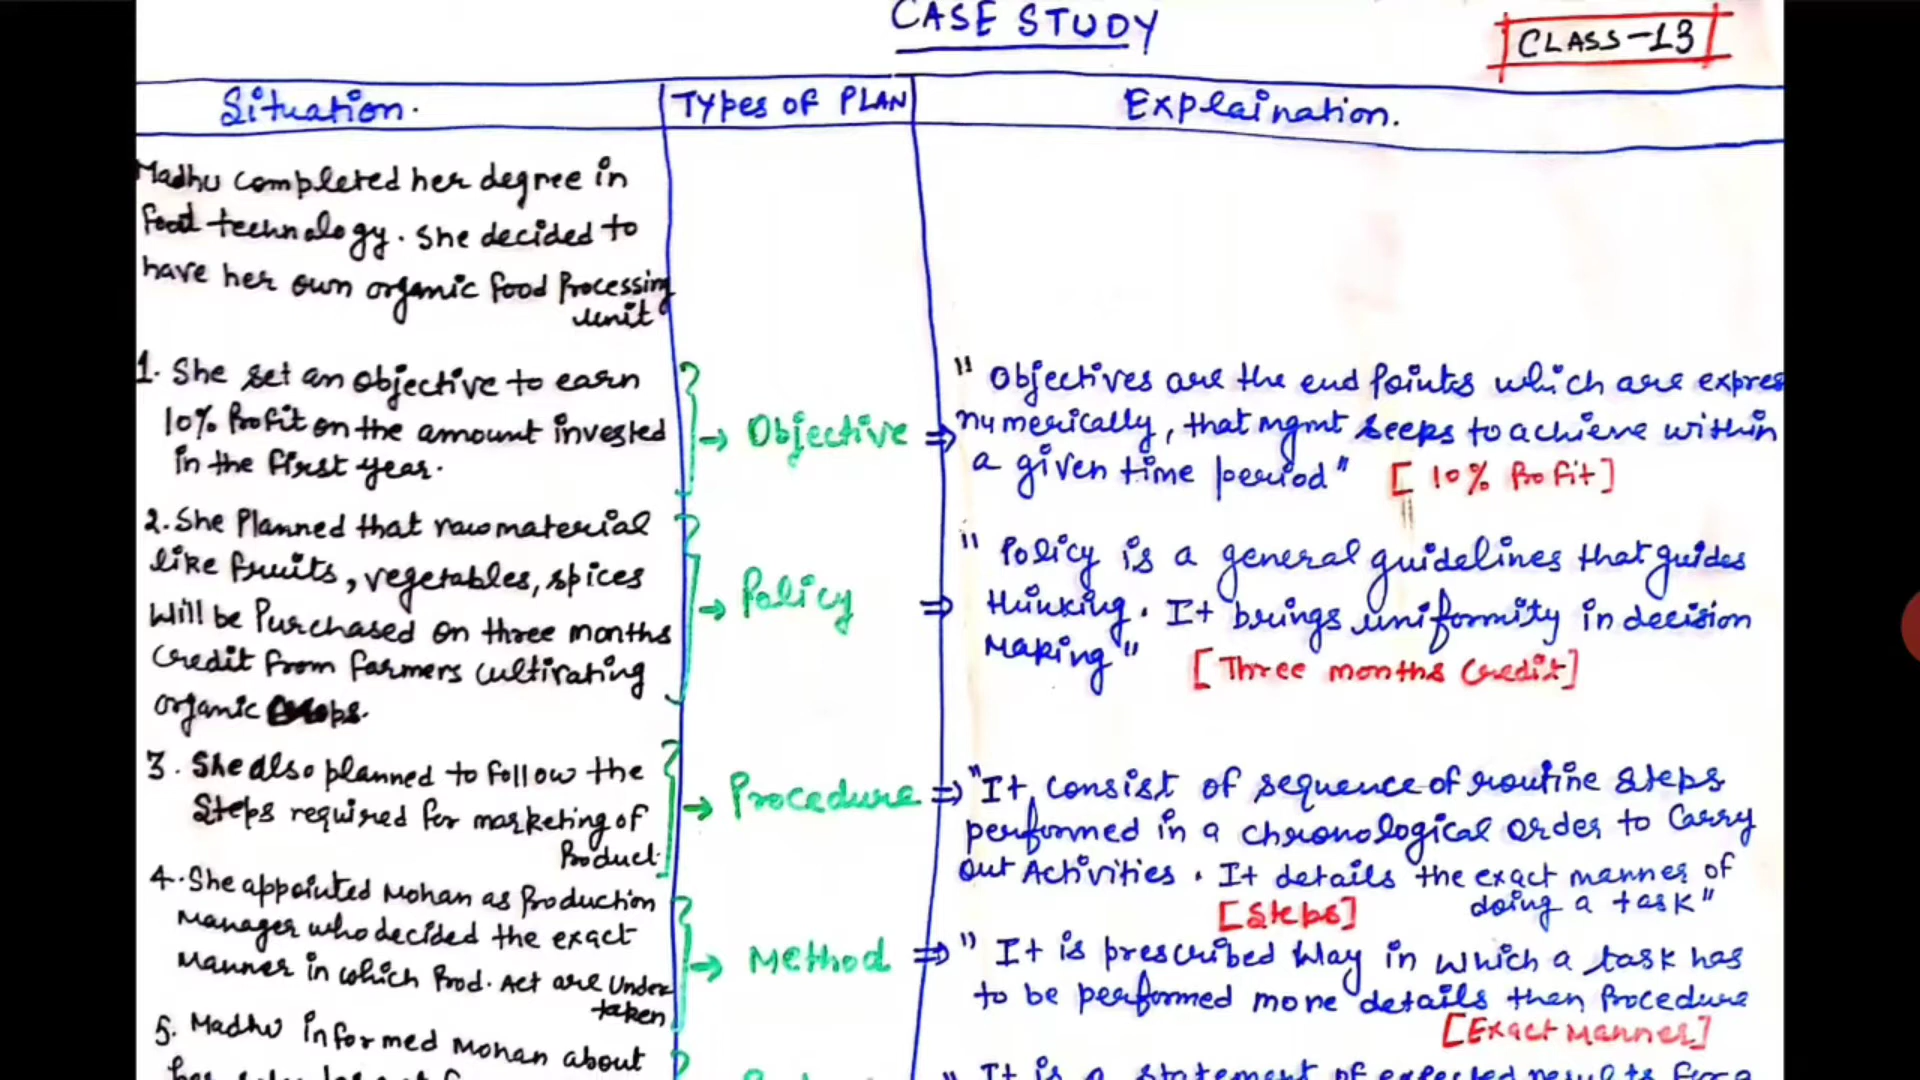 CASE STUDY
CLASS-13
Situation.
Types of PLAN
Explaination.
Madhu completed her degree in
food technology. She decided to
have her own organic food Processing
unit
1. She set an objective to earn
10% Profit on the amount invested
in the first year.
Objective
" Objectives are the end points which are expres
numerically, that mgmt seeks to achieve within
a given time period" [10% Profit]
2. She Planned that raw material
like fruits, vegetables, spices
will be Purchased on three months
credit from farmers cultivating
organic crops.
Policy
" Policy is a general guidelines that guides
thinking. It brings uniformity in decision
Making" [Three months Credit]
3. She also planned to follow the
steps required for marketing of
Product.
Procedure
"It consist of sequence of routine steps
performed in a chronological order to Carry
Out Activities. It details the exact manner of
doing a task"
[Steps]
4. She appointed Mohan as Production
Manager who decided the exact
Manner in which Prod. Act are Under
taken
Method
" It is prescribed Way in which a task has
to be performed more details then Procedure
[Exact Manner]
5. Madhu informed Mohan about
" It is a statement of expected results for a